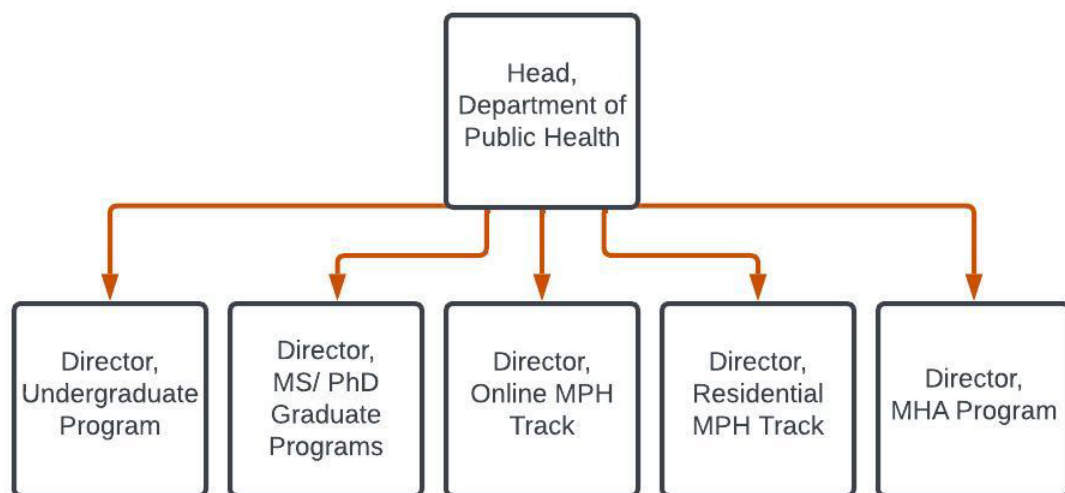 Head,
Department of
Public Health
Director,
Undergraduate
Program
Director,
MS/ PhD
Graduate
Programs
Director,
Online MPH
Track
Director,
Residential
MPH Track
Director,
MHA Program